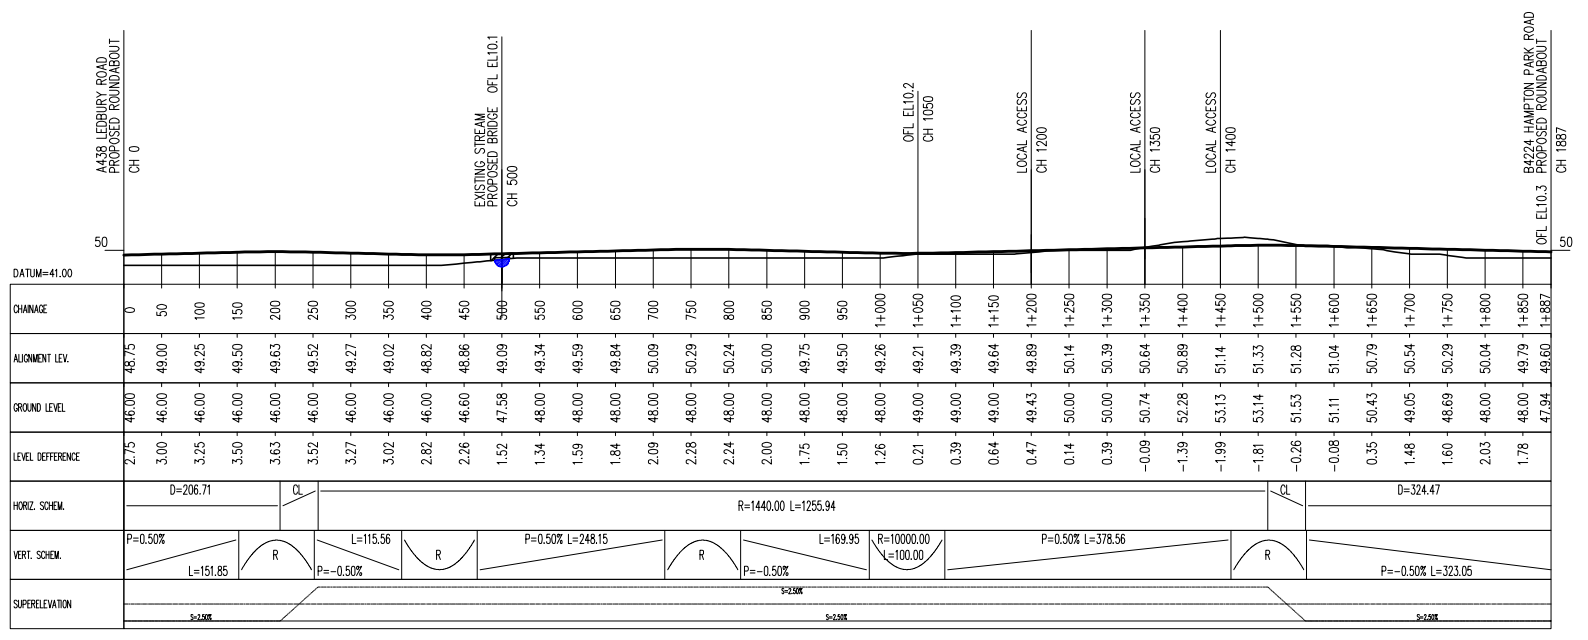 A438 LEDBURY ROAD
PROPOSED ROUNDABOUT
CH 0
EXISTING STREAM
PROPOSED BRIDGE OFL EL10.1
CH 500
OFL EL10.2
CH 1050
LOCAL ACCESS
CH 1200
LOCAL ACCESS
CH 1350
LOCAL ACCESS
CH 1400
B4224 HAMPTON PARK ROAD
OFL EL10.3 PROPOSED ROUNDABOUT
CH 1887
50
50
DATUM=41.00
CHAINAGE 0 50 100 150 200 250 300 350 400 450 500 550 600 650 700 750 800 850 900 950 1+000 1+050 1+100 1+150 1+200 1+250 1+300 1+350 1+400 1+450 1+500 1+550 1+600 1+650 1+700 1+750 1+800 1+850 1+887
ALIGNMENT LEV. 48.75 49.00 49.25 49.50 49.63 49.52 49.27 49.02 48.82 48.86 49.09 49.34 49.59 49.84 50.09 50.29 50.24 50.00 49.75 49.50 49.26 49.21 49.39 49.64 49.89 50.14 50.39 50.64 50.89 51.14 51.33 51.28 51.04 50.79 50.54 50.29 50.04 49.79 49.60
GROUND LEVEL 46.00 46.00 46.00 46.00 46.00 46.00 46.00 46.00 46.00 46.60 47.58 48.00 48.00 48.00 48.00 48.00 48.00 48.00 48.00 48.00 48.00 49.00 49.00 49.00 49.43 50.00 50.00 50.74 52.28 53.13 53.14 51.53 51.11 50.43 49.05 48.69 48.00 48.00 47.94
LEVEL DEFFERENCE 2.75 3.00 3.25 3.50 3.63 3.52 3.27 3.02 2.82 2.26 1.52 1.34 1.59 1.84 2.09 2.28 2.24 2.00 1.75 1.50 1.26 0.21 0.39 0.64 0.47 0.14 0.39 -0.09 -1.39 -1.99 -1.81 -0.26 -0.08 0.35 1.48 1.60 2.03 1.78
HORIZ. SCHEM. D=206.71 CL R=1440.00 L=1255.94 CL D=324.47
VERT. SCHEM. P=0.50% L=151.85 R P=-0.50% L=115.56 R P=0.50% L=248.15 R P=-0.50% L=169.95 R=10000.00 L=100.00 P=0.50% L=378.56 R P=-0.50% L=323.05
SUPERELEVATION S=2.50% S=2.50% S=2.50% S=2.50%